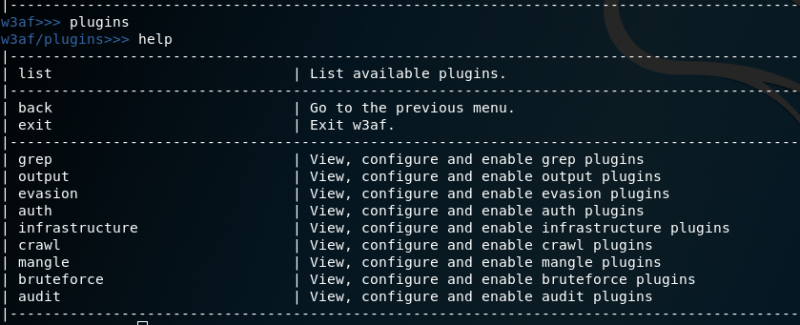 |-----------------------------------------------------------------------------------------
w3af>>> plugins
w3af/plugins>>> help
|-----------------------------------------------------------------------------------------
| list | List available plugins.
|-----------------------------------------------------------------------------------------
| back | Go to the previous menu.
| exit | Exit w3af.
|-----------------------------------------------------------------------------------------
| grep | View, configure and enable grep plugins
| output | View, configure and enable output plugins
| evasion | View, configure and enable evasion plugins
| auth | View, configure and enable auth plugins
| infrastructure | View, configure and enable infrastructure plugins
| crawl | View, configure and enable crawl plugins
| mangle | View, configure and enable mangle plugins
| bruteforce | View, configure and enable bruteforce plugins
| audit | View, configure and enable audit plugins
|-----------------------------------------------------------------------------------------